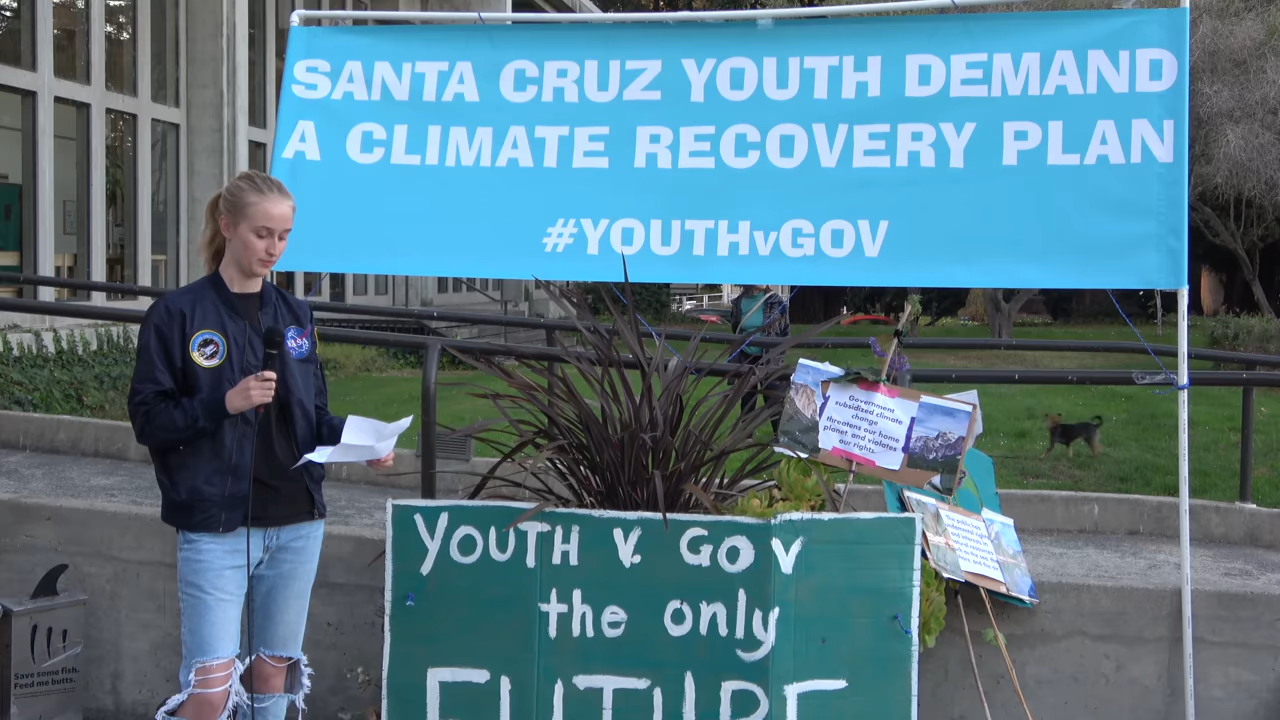 SANTA CRUZ YOUTH DEMAND
A CLIMATE RECOVERY PLAN
#YOUTHvGOV
NASA
Government
subsidized climate
change
threatens our home
planet and violates
our rights.
YOUTH v. GOV
the only
FUTURE
Save some fish.
Feed me butts.